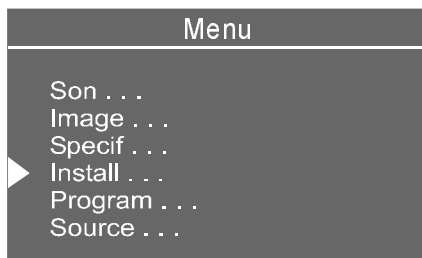 Menu
Son . . .
Image . . .
Specif . . .
Install . . .
Program . . .
Source . . .